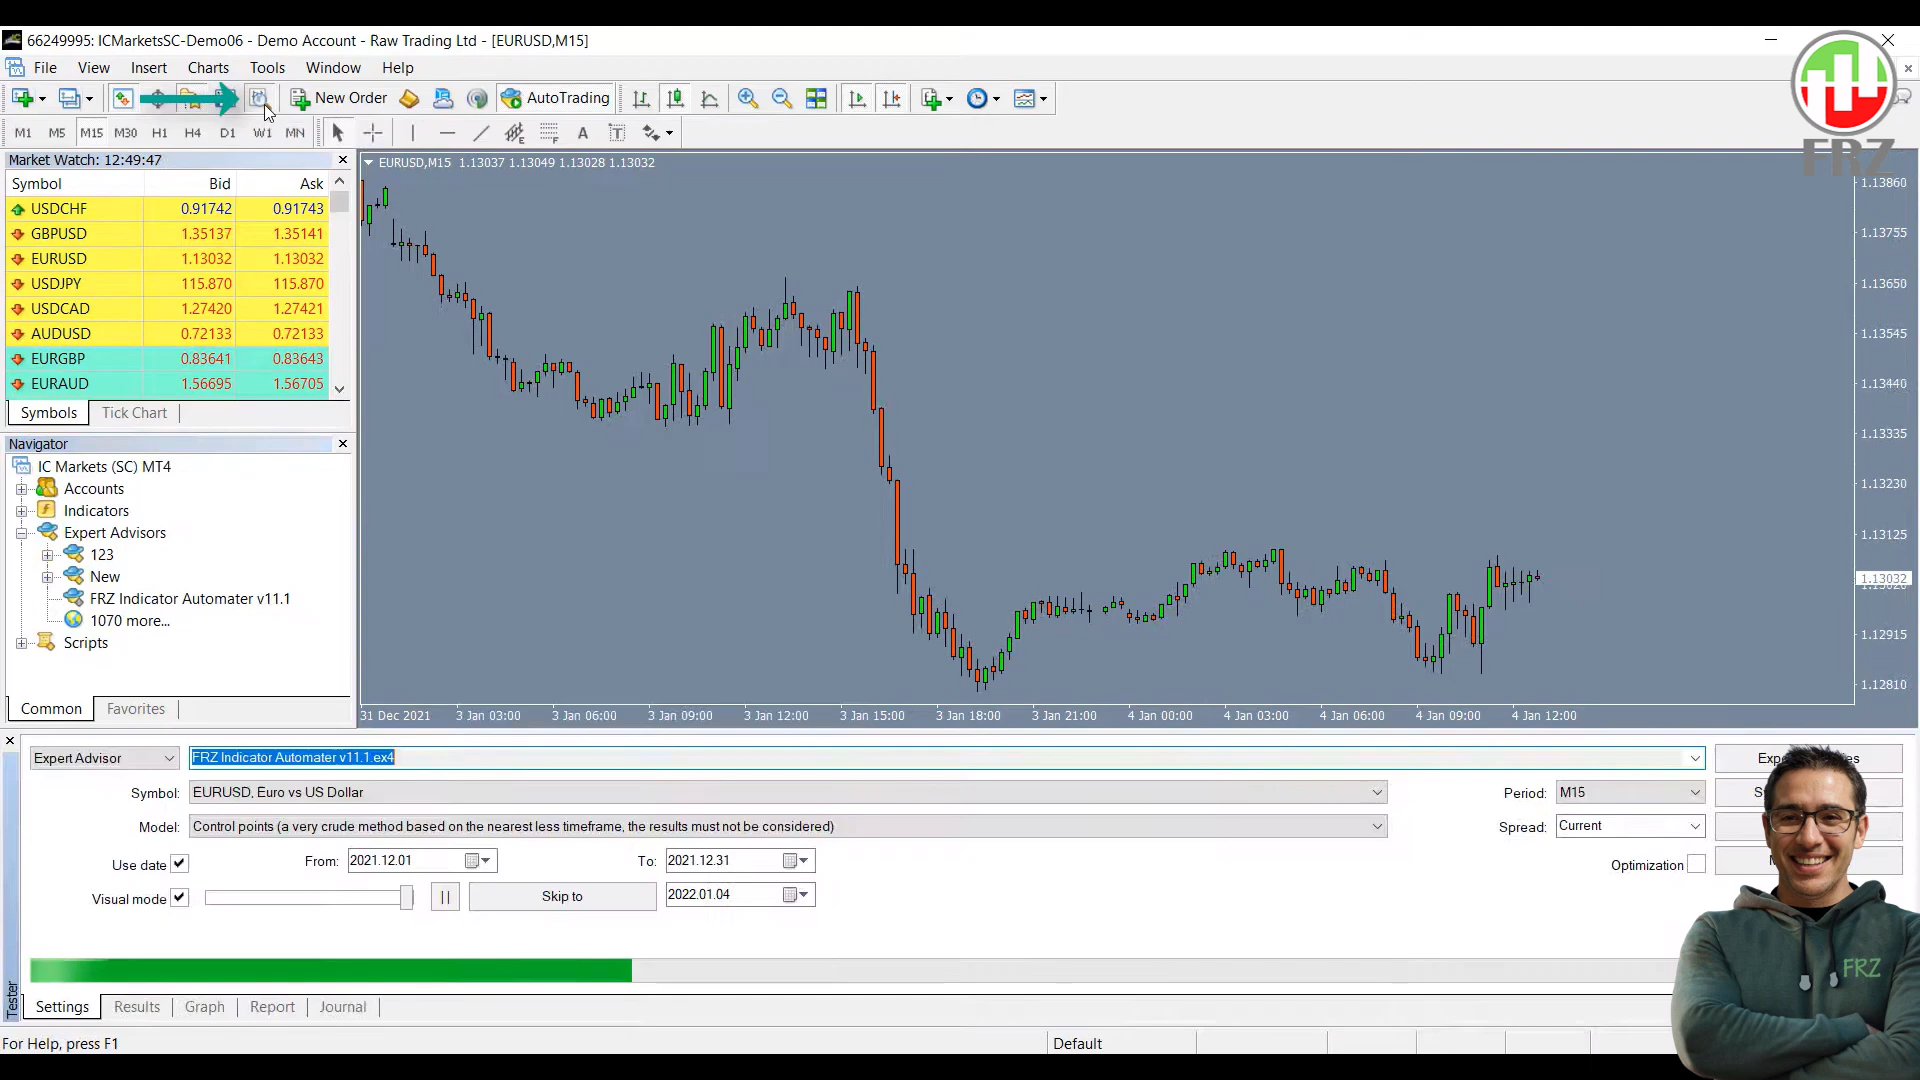 66249995: ICMarketsSC-Demo06 - Demo Account - Raw Trading Ltd - [EURUSD,M15]
File View Insert Charts Tools Window Help
New Order AutoTrading
M1 M5 M15 M30 H1 H4 D1 W1 MN A T
FRZ
Market Watch: 12:49:47
Symbol Bid Ask
USDCHF 0.91742 0.91743
GBPUSD 1.35137 1.35141
EURUSD 1.13032 1.13032
USDJPY 115.870 115.870
USDCAD 1.27420 1.27421
AUDUSD 0.72133 0.72133
EURGBP 0.83641 0.83643
EURAUD 1.56695 1.56705
Symbols Tick Chart
Navigator
IC Markets (SC) MT4
Accounts
Indicators
Expert Advisors
123
New
FRZ Indicator Automater v11.1
1070 more...
Scripts
Common Favorites
EURUSD,M15 1.13037 1.13049 1.13028 1.13032
1.13860
1.13755
1.13650
1.13545
1.13440
1.13335
1.13230
1.13125
1.13032
1.12915
1.12810
31 Dec 2021 3 Jan 03:00 3 Jan 06:00 3 Jan 09:00 3 Jan 12:00 3 Jan 15:00 3 Jan 18:00 3 Jan 21:00 4 Jan 00:00 4 Jan 03:00 4 Jan 06:00 4 Jan 09:00 4 Jan 12:00
Expert Advisor FRZ Indicator Automater v11.1.ex4
Symbol: EURUSD, Euro vs US Dollar Period: M15
Model: Control points (a very crude method based on the nearest less timeframe, the results must not be considered) Spread: Current
Use date From: 2021.12.01 To: 2021.12.31 Optimization
Visual mode Skip to 2022.01.04
FRZ
Tester
Settings Results Graph Report Journal
For Help, press F1 Default